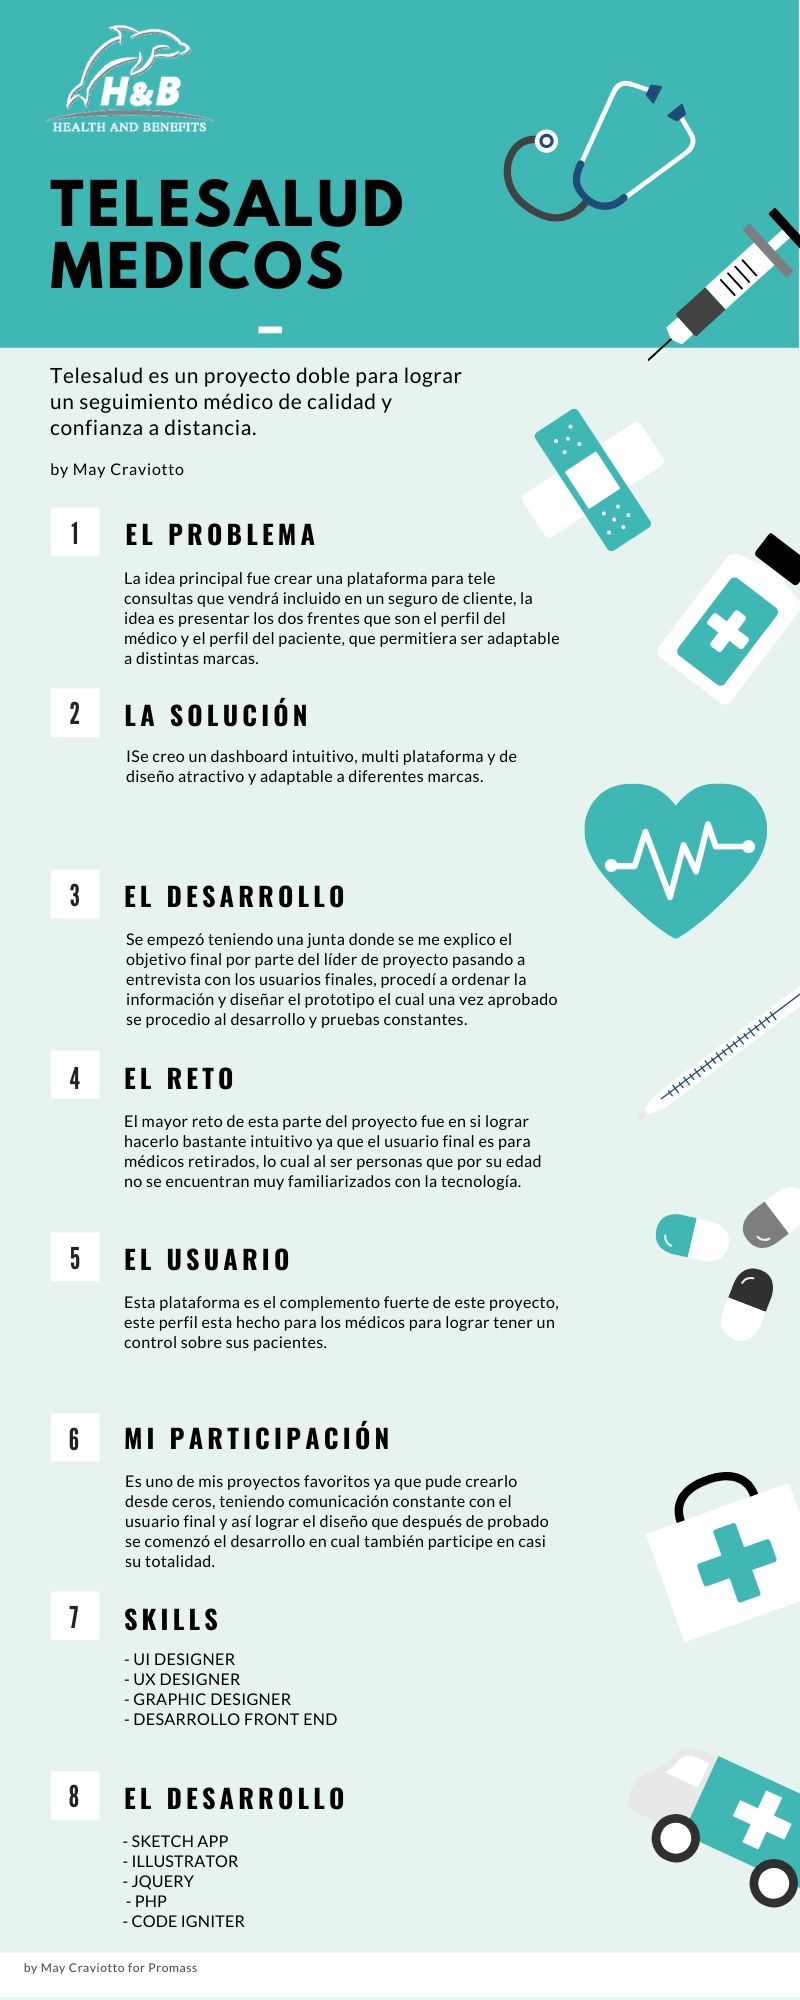 H&B
HEALTH AND BENEFITS
TELESALUD
MEDICOS
Telesalud es un proyecto doble para lograr
un seguimiento médico de calidad y
confianza a distancia.
by May Craviotto
1
EL PROBLEMA
La idea principal fue crear una plataforma para tele
consultas que vendrá incluido en un seguro de cliente, la
idea es presentar los dos frentes que son el perfil del
médico y el perfil del paciente, que permitiera ser adaptable
a distintas marcas.
2
LA SOLUCIÓN
ISe creo un dashboard intuitivo, multi plataforma y de
diseño atractivo y adaptable a diferentes marcas.
3
EL DESARROLLO
Se empezó teniendo una junta donde se me explico el
objetivo final por parte del líder de proyecto pasando a
entrevista con los usuarios finales, procedí a ordenar la
información y diseñar el prototipo el cual una vez aprobado
se procedio al desarrollo y pruebas constantes.
4
EL RETO
El mayor reto de esta parte del proyecto fue en si lograr
hacerlo bastante intuitivo ya que el usuario final es para
médicos retirados, lo cual al ser personas que por su edad
no se encuentran muy familiarizados con la tecnología.
5
EL USUARIO
Esta plataforma es el complemento fuerte de este proyecto,
este perfil esta hecho para los médicos para lograr tener un
control sobre sus pacientes.
6
MI PARTICIPACIÓN
Es uno de mis proyectos favoritos ya que pude crearlo
desde ceros, teniendo comunicación constante con el
usuario final y así lograr el diseño que después de probado
se comenzó el desarrollo en cual también participe en casi
su totalidad.
7
SKILLS
- UI DESIGNER
- UX DESIGNER
- GRAPHIC DESIGNER
- DESARROLLO FRONT END
8
EL DESARROLLO
- SKETCH APP
- ILLUSTRATOR
- JQUERY
- PHP
- CODE IGNITER
by May Craviotto for Promass